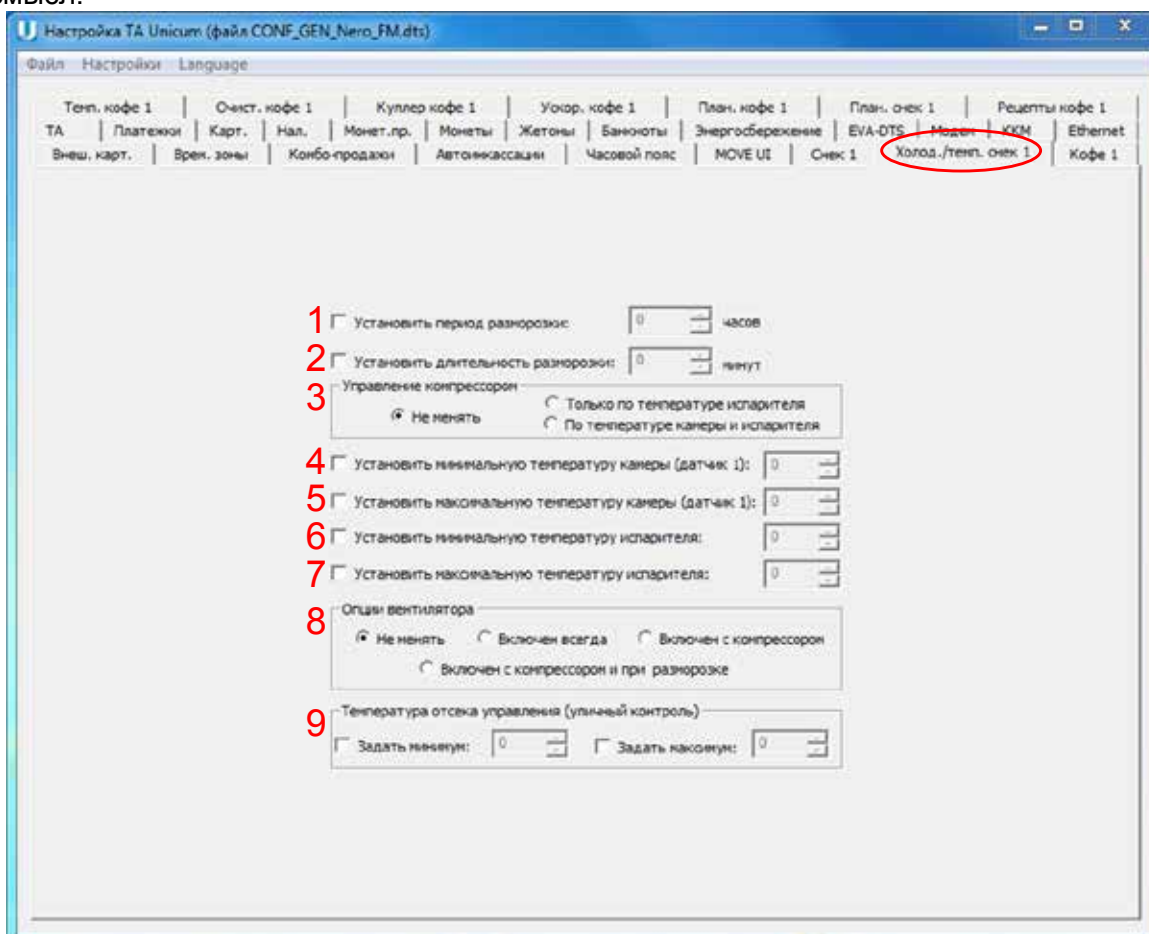 смысл.
Настройка TA Unicum (файл CONF_GEN_Nero_FM.dts)
Файл Настройки Language
Темп. кофе 1 Очист. кофе 1 Куплер кофе 1 Ускор. кофе 1 План. кофе 1 План. снек 1 Рецепты кофе 1
ТА Платежки Карт. Нал. Монет.пр. Монеты Жетоны Банкноты Энергосбережение EVA-DTS Модем ККМ Ethernet
Внеш. карт. Врем. зоны Комбо-продажи Автоинкассации Часовой пояс MOVE UI Снек 1 Холод./темп. снек 1 Кофе 1
1 Установить период разморозки: 0 часов
2 Установить длительность разморозки: 0 минут
3 Управление компрессором
Не менять Только по температуре испарителя
По температуре камеры и испарителя
4 Установить минимальную температуру камеры (датчик 1): 0
5 Установить максимальную температуру камеры (датчик 1): 0
6 Установить минимальную температуру испарителя: 0
7 Установить максимальную температуру испарителя: 0
8 Опции вентилятора
Не менять Включен всегда Включен с компрессором
Включен с компрессором и при разморозке
9 Температура отсека управления (уличный контроль)
Задать минимум: 0 Задать максимум: 0